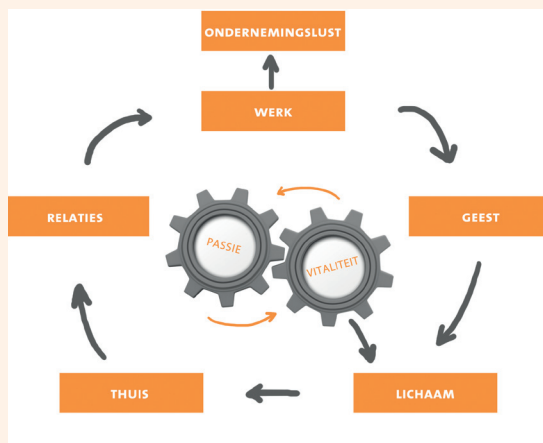 ONDERNEMINGSLUST
WERK
RELATIES
GEEST
PASSIE
VITALITEIT
THUIS
LICHAAM